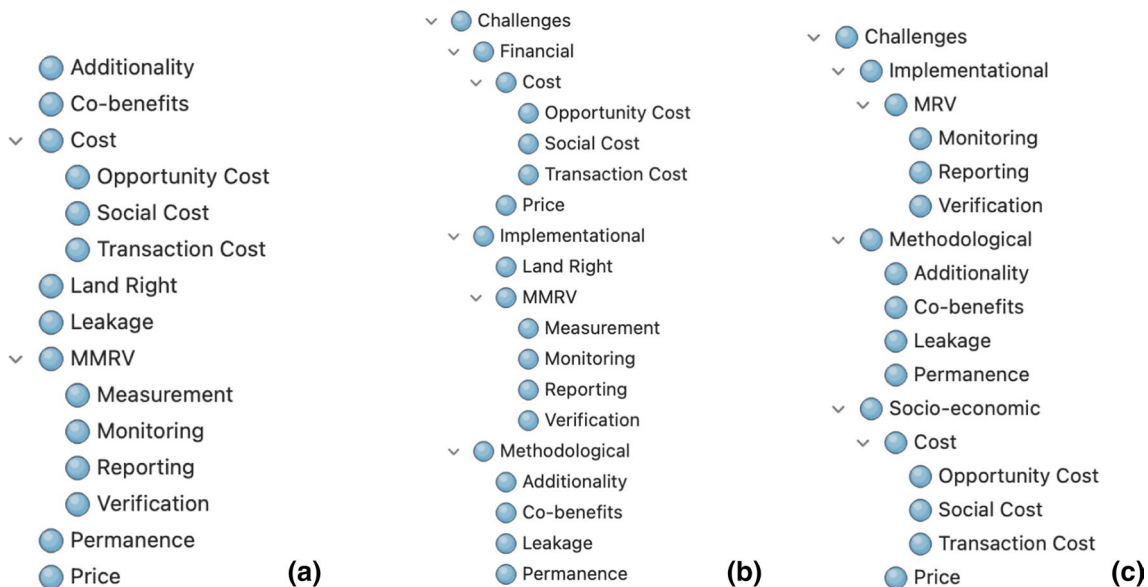 Additionality
Co-benefits
Cost
Opportunity Cost
Social Cost
Transaction Cost
Land Right
Leakage
MMRV
Measurement
Monitoring
Reporting
Verification
Permanence
Price
(a)
Challenges
Financial
Cost
Opportunity Cost
Social Cost
Transaction Cost
Price
Implementational
Land Right
MMRV
Measurement
Monitoring
Reporting
Verification
Methodological
Additionality
Co-benefits
Leakage
Permanence
(b)
Challenges
Implementational
MRV
Monitoring
Reporting
Verification
Methodological
Additionality
Co-benefits
Leakage
Permanence
Socio-economic
Cost
Opportunity Cost
Social Cost
Transaction Cost
Price
(c)